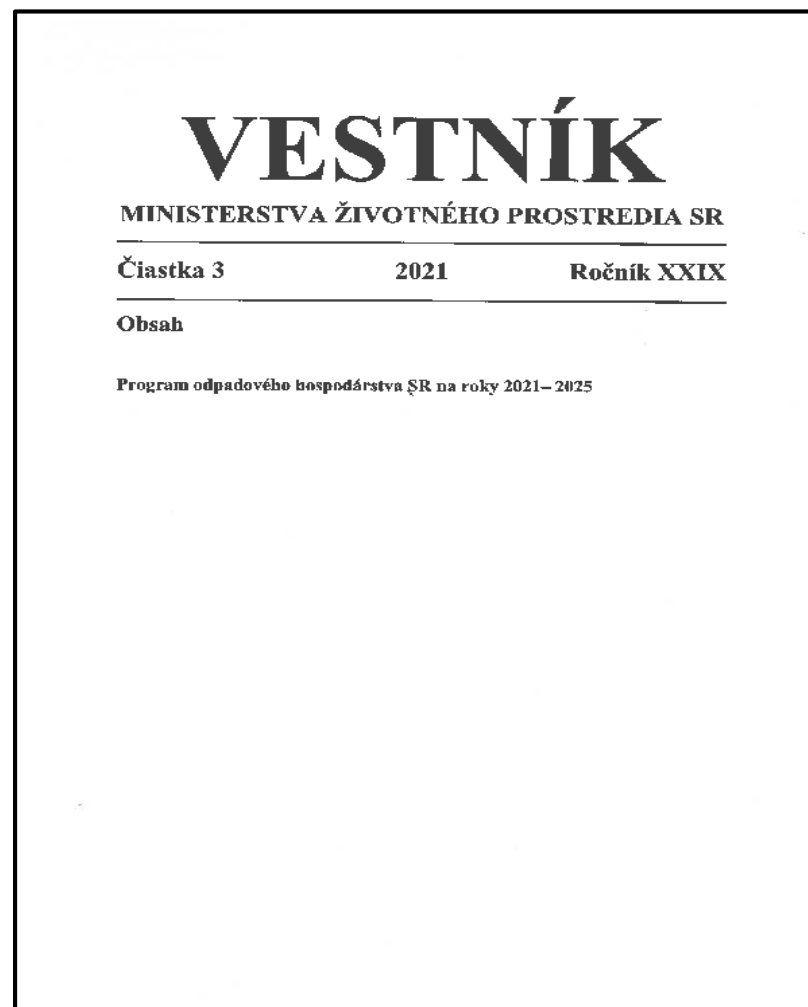 VESTNÍK
MINISTERSTVA ŽIVOTNÉHO PROSTREDIA SR
Čiastka 3 2021 Ročník XXIX
Obsah
Program odpadového hospodárstva SR na roky 2021– 2025